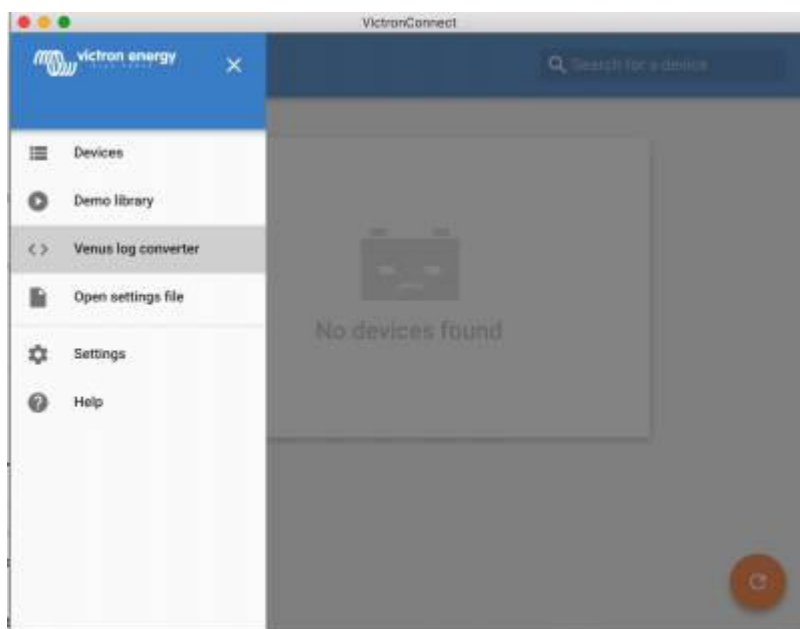 VictronConnect
victron energy
Search for a device
Devices
Demo library
Venus log converter
Open settings file
Settings
Help
No devices found